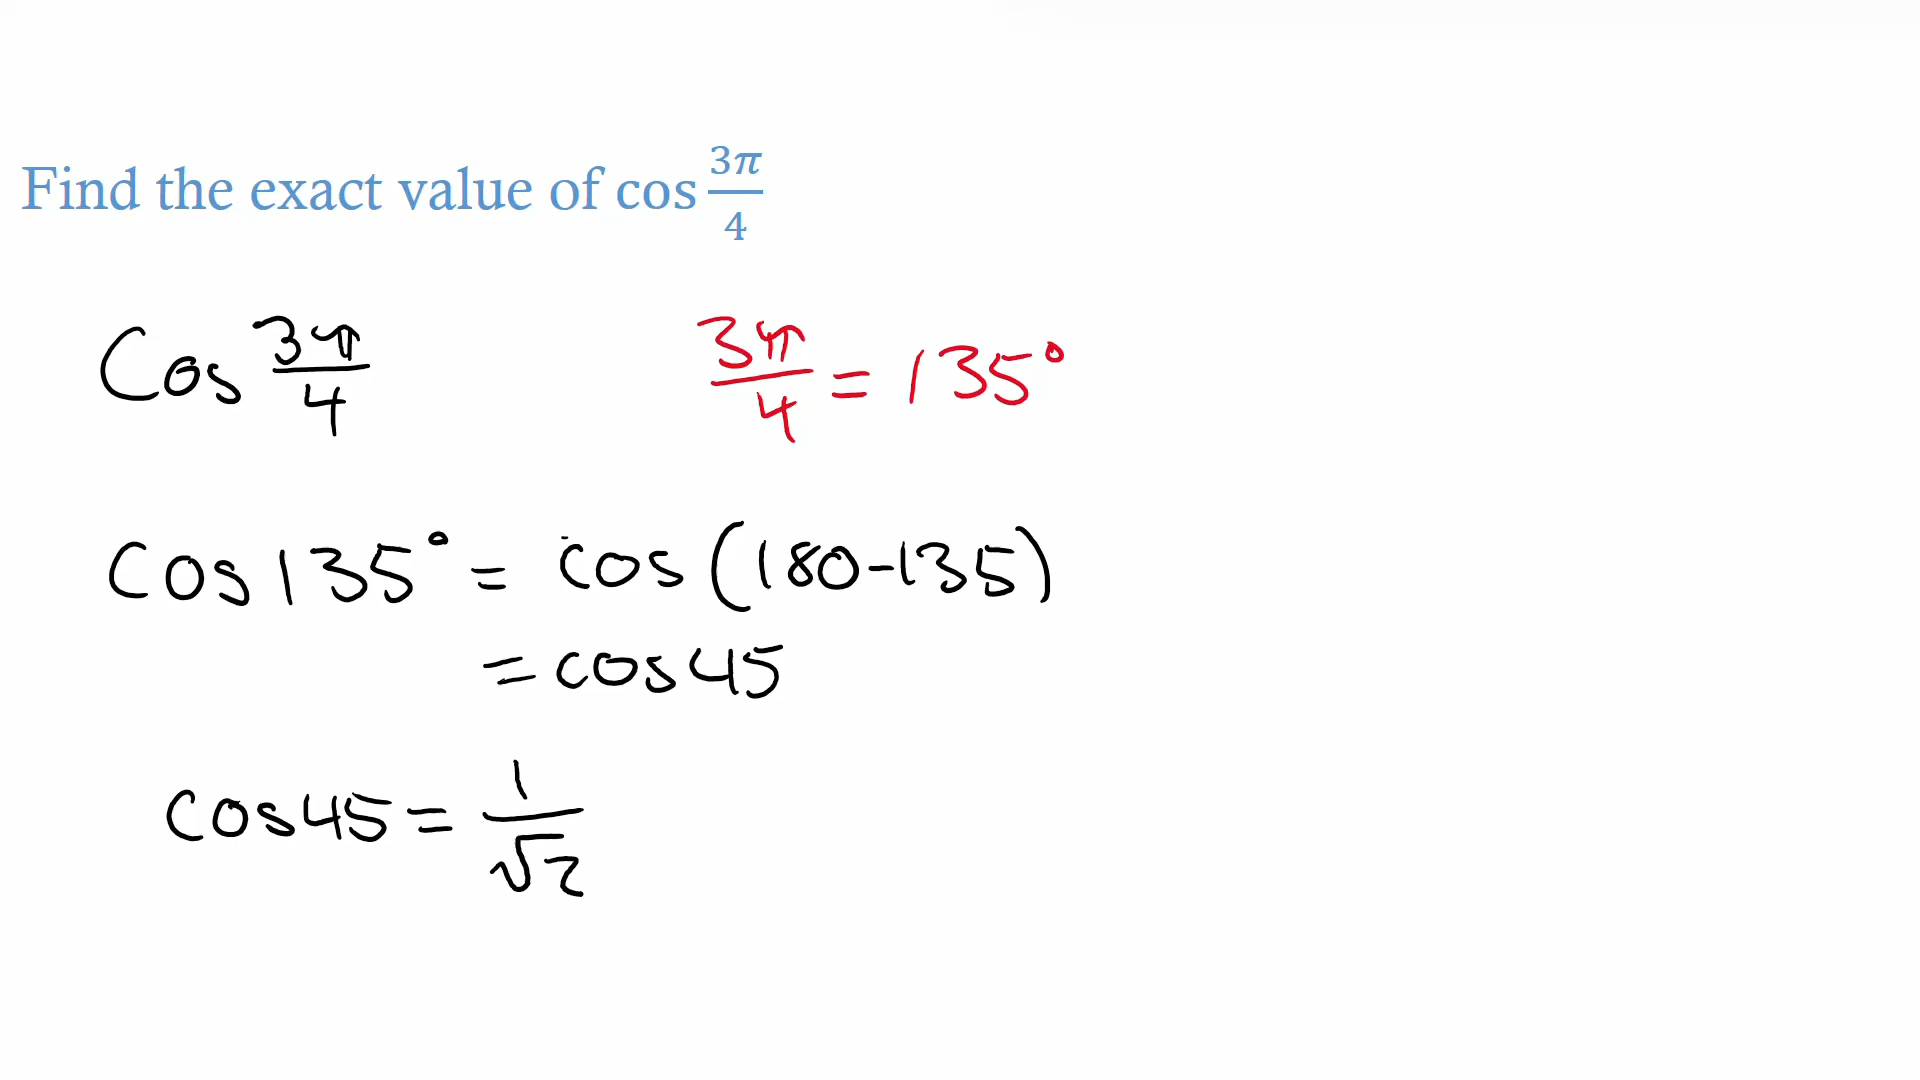 Find the exact value of cos 3π/4
Cos 3π/4
3π/4 = 135°
Cos 135° = cos (180-135)
= cos 45
cos 45 = 1/√2